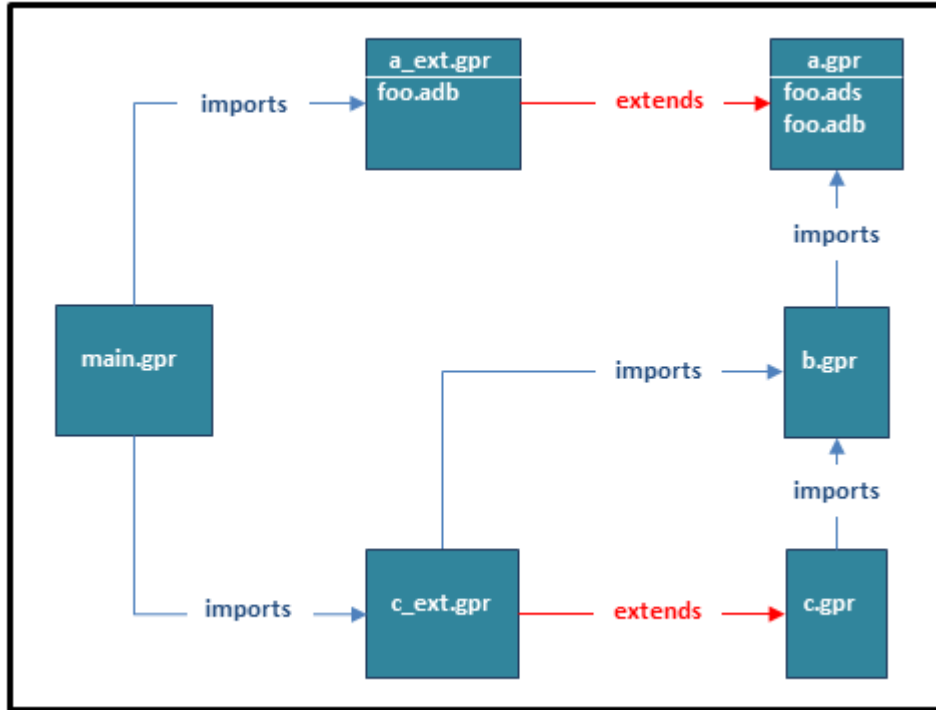 a_ext.gpr
foo.adb
a.gpr
foo.ads
foo.adb
imports
extends
imports
main.gpr
imports
b.gpr
imports
imports
c_ext.gpr
extends
c.gpr